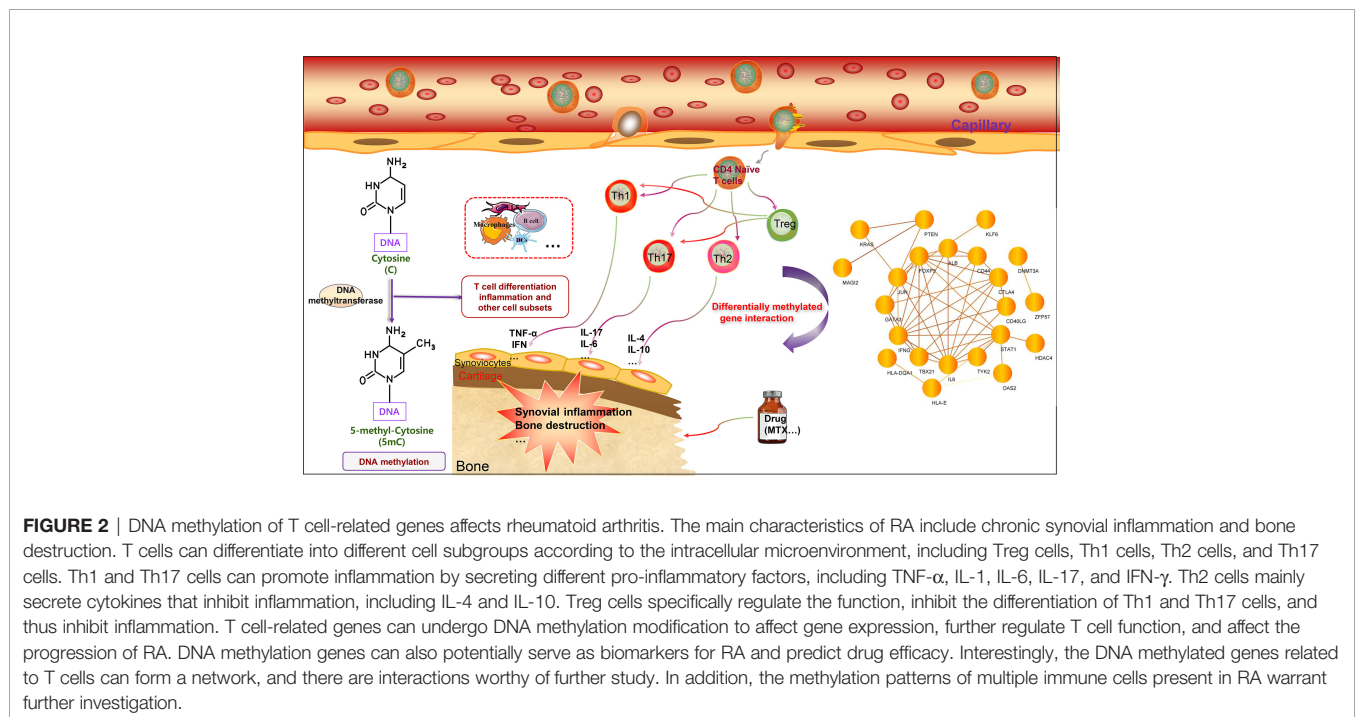 Capillary
NH₂
HN
O
N
DNA
Cytosine
(C)
DNA
methyltransferase
NH₂
CH₃
HN
O
N
DNA
5-methyl-Cytosine
(5mC)
DNA methylation
Macrophages
B cell
DCs
...
T cell differentiation
inflammation and
other cell subsets
CD4 Naïve
T cells
Th1
Treg
Th17
Th2
TNF-α
IFN
...
IL-17
IL-6
...
IL-4
IL-10
...
Synoviocytes
Cartilage
Synovial inflammation
Bone destruction
...
Bone
Drug
(MTX...)
Differentially methylated
gene interaction
PTEN
KLF6
KRAS
ALB
FOXP3
CD44
DNMT3A
MAGI2
JUN
CTLA4
GATA3
CD40LG
ZFP57
IFNG
STAT1
HDAC4
TBX21
IL6
TYK2
HLA-DQA1
OAS2
HLA-E
FIGURE 2 | DNA methylation of T cell-related genes affects rheumatoid arthritis. The main characteristics of RA include chronic synovial inflammation and bone
destruction. T cells can differentiate into different cell subgroups according to the intracellular microenvironment, including Treg cells, Th1 cells, Th2 cells, and Th17
cells. Th1 and Th17 cells can promote inflammation by secreting different pro-inflammatory factors, including TNF-α, IL-1, IL-6, IL-17, and IFN-γ. Th2 cells mainly
secrete cytokines that inhibit inflammation, including IL-4 and IL-10. Treg cells specifically regulate the function, inhibit the differentiation of Th1 and Th17 cells, and
thus inhibit inflammation. T cell-related genes can undergo DNA methylation modification to affect gene expression, further regulate T cell function, and affect the
progression of RA. DNA methylation genes can also potentially serve as biomarkers for RA and predict drug efficacy. Interestingly, the DNA methylated genes related
to T cells can form a network, and there are interactions worthy of further study. In addition, the methylation patterns of multiple immune cells present in RA warrant
further investigation.